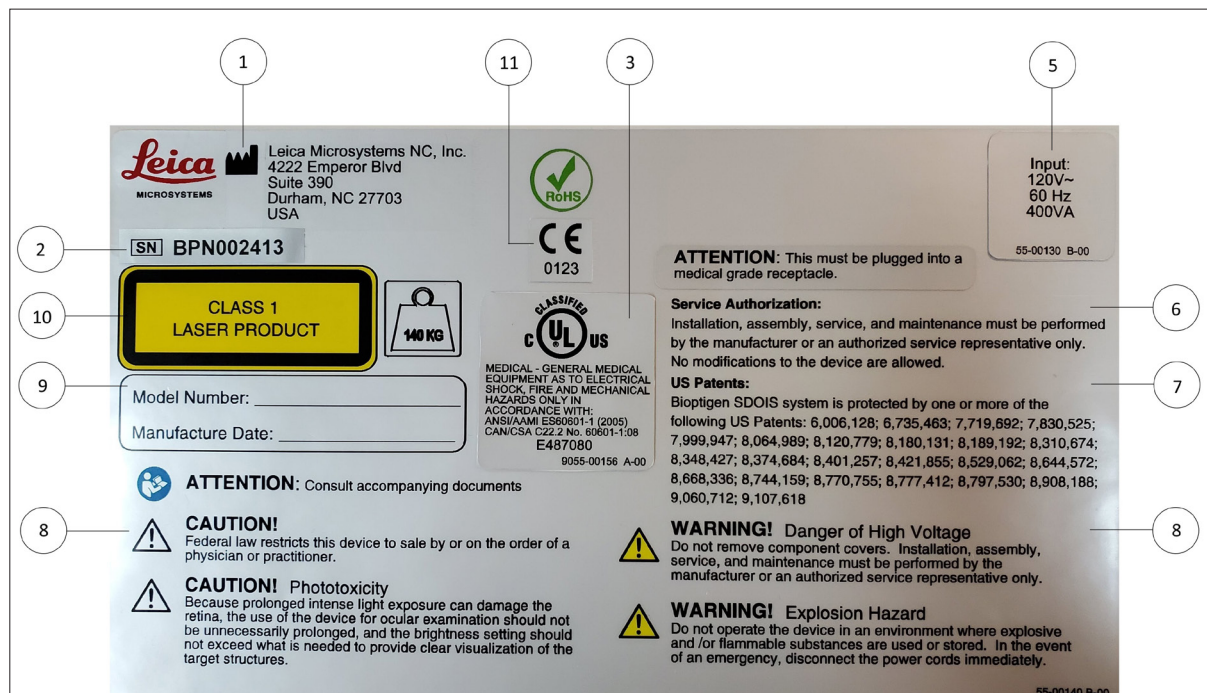 1
11
3
5
Leica
MICROSYSTEMS
Leica Microsystems NC, Inc.
4222 Emperor Blvd
Suite 390
Durham, NC 27703
USA
RoHS
Input:
120V~
60 Hz
400VA
55-00130 B-00
2
SN BPN002413
CE
0123
ATTENTION: This must be plugged into a
medical grade receptacle.
10
CLASS 1
LASER PRODUCT
140 KG
CLASSIFIED
C UL ® US
MEDICAL - GENERAL MEDICAL
EQUIPMENT AS TO ELECTRICAL
SHOCK, FIRE AND MECHANICAL
HAZARDS ONLY IN
ACCORDANCE WITH:
ANSI/AAMI ES60601-1 (2005)
CAN/CSA C22.2 No. 60601-1:08
E487080
9055-00156 A-00
Service Authorization:
6
Installation, assembly, service, and maintenance must be performed
by the manufacturer or an authorized service representative only.
No modifications to the device are allowed.
US Patents:
7
Bioptigen SDOIS system is protected by one or more of the
following US Patents: 6,006,128; 6,735,463; 7,719,692; 7,830,525;
7,999,947; 8,064,989; 8,120,779; 8,180,131; 8,189,192; 8,310,674;
8,348,427; 8,374,684; 8,401,257; 8,421,855; 8,529,062; 8,644,572;
8,668,336; 8,744,159; 8,770,755; 8,777,412; 8,797,530; 8,908,188;
9,060,712; 9,107,618
9
Model Number:
Manufacture Date:
ATTENTION: Consult accompanying documents
8
CAUTION!
Federal law restricts this device to sale by or on the order of a
physician or practitioner.
CAUTION! Phototoxicity
Because prolonged intense light exposure can damage the
retina, the use of the device for ocular examination should not
be unnecessarily prolonged, and the brightness setting should
not exceed what is needed to provide clear visualization of the
target structures.
WARNING! Danger of High Voltage
8
Do not remove component covers. Installation, assembly,
service, and maintenance must be performed by the
manufacturer or an authorized service representative only.
WARNING! Explosion Hazard
Do not operate the device in an environment where explosive
and /or flammable substances are used or stored. In the event
of an emergency, disconnect the power cords immediately.
55-00140 B-00